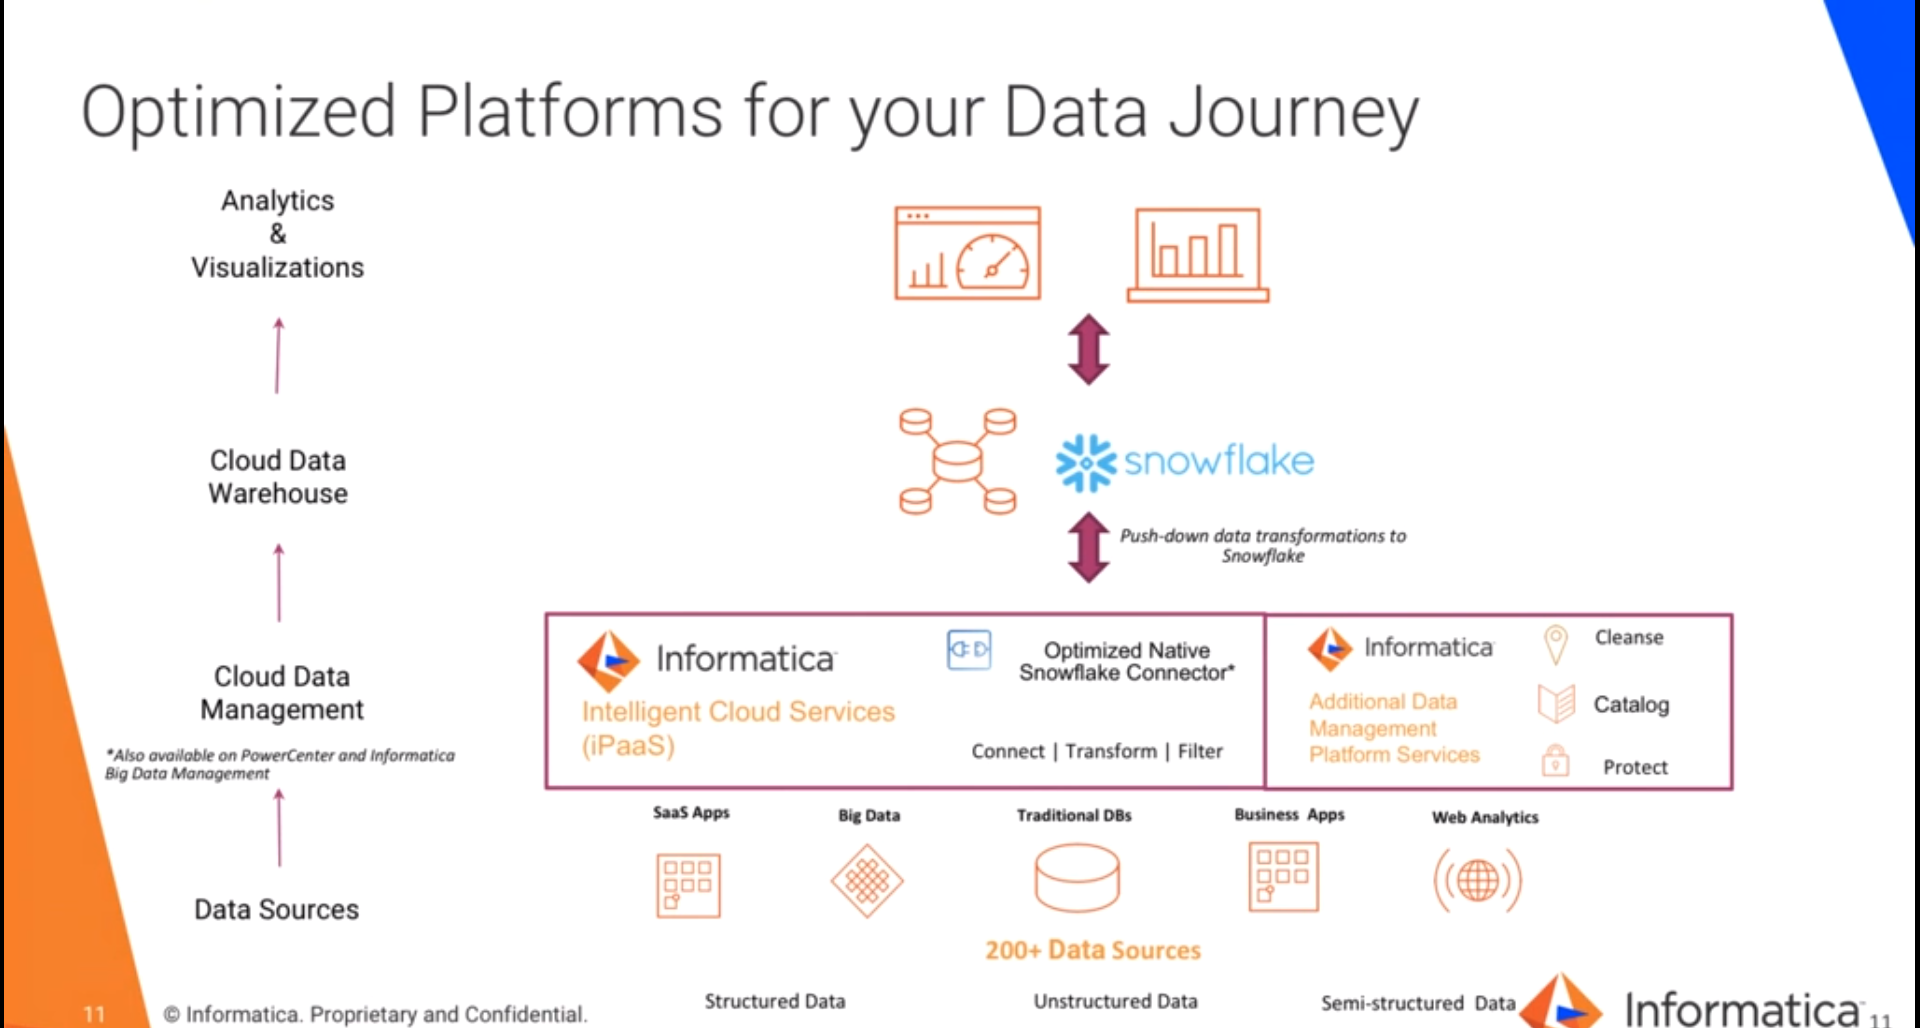 Optimized Platforms for your Data Journey
Analytics
&
Visualizations
Cloud Data
Warehouse
snowflake
Push-down data transformations to
Snowflake
Cloud Data
Management
*Also available on PowerCenter and Informatica
Big Data Management
Informatica
Intelligent Cloud Services
(iPaaS)
Optimized Native
Snowflake Connector*
Connect | Transform | Filter
Informatica
Additional Data
Management
Platform Services
Cleanse
Catalog
Protect
Data Sources
SaaS Apps
Big Data
Traditional DBs
Business Apps
Web Analytics
200+ Data Sources
Structured Data
Unstructured Data
Semi-structured Data
11
© Informatica. Proprietary and Confidential.
Informatica
11